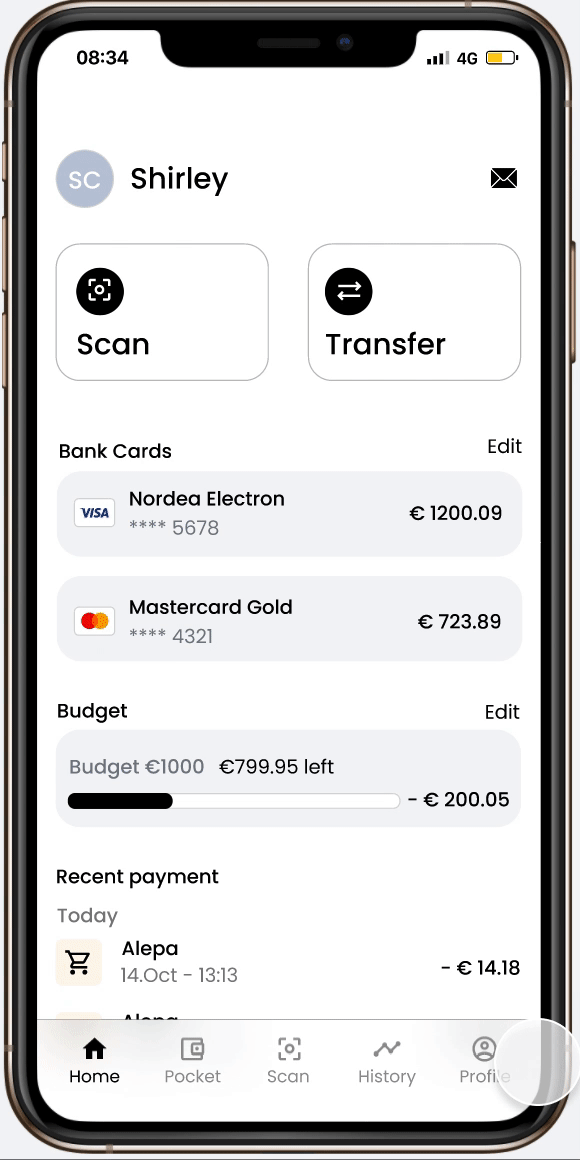 08:34
4G
SC
Shirley
Scan
Transfer
Bank Cards
Edit
VISA
Nordea Electron
**** 5678
€ 1200.09
Mastercard Gold
**** 4321
€ 723.89
Budget
Edit
Budget €1000 €799.95 left
- € 200.05
Recent payment
Today
Alepa
14.Oct - 13:13
- € 14.18
Alepa
Home
Pocket
Scan
History
Profile